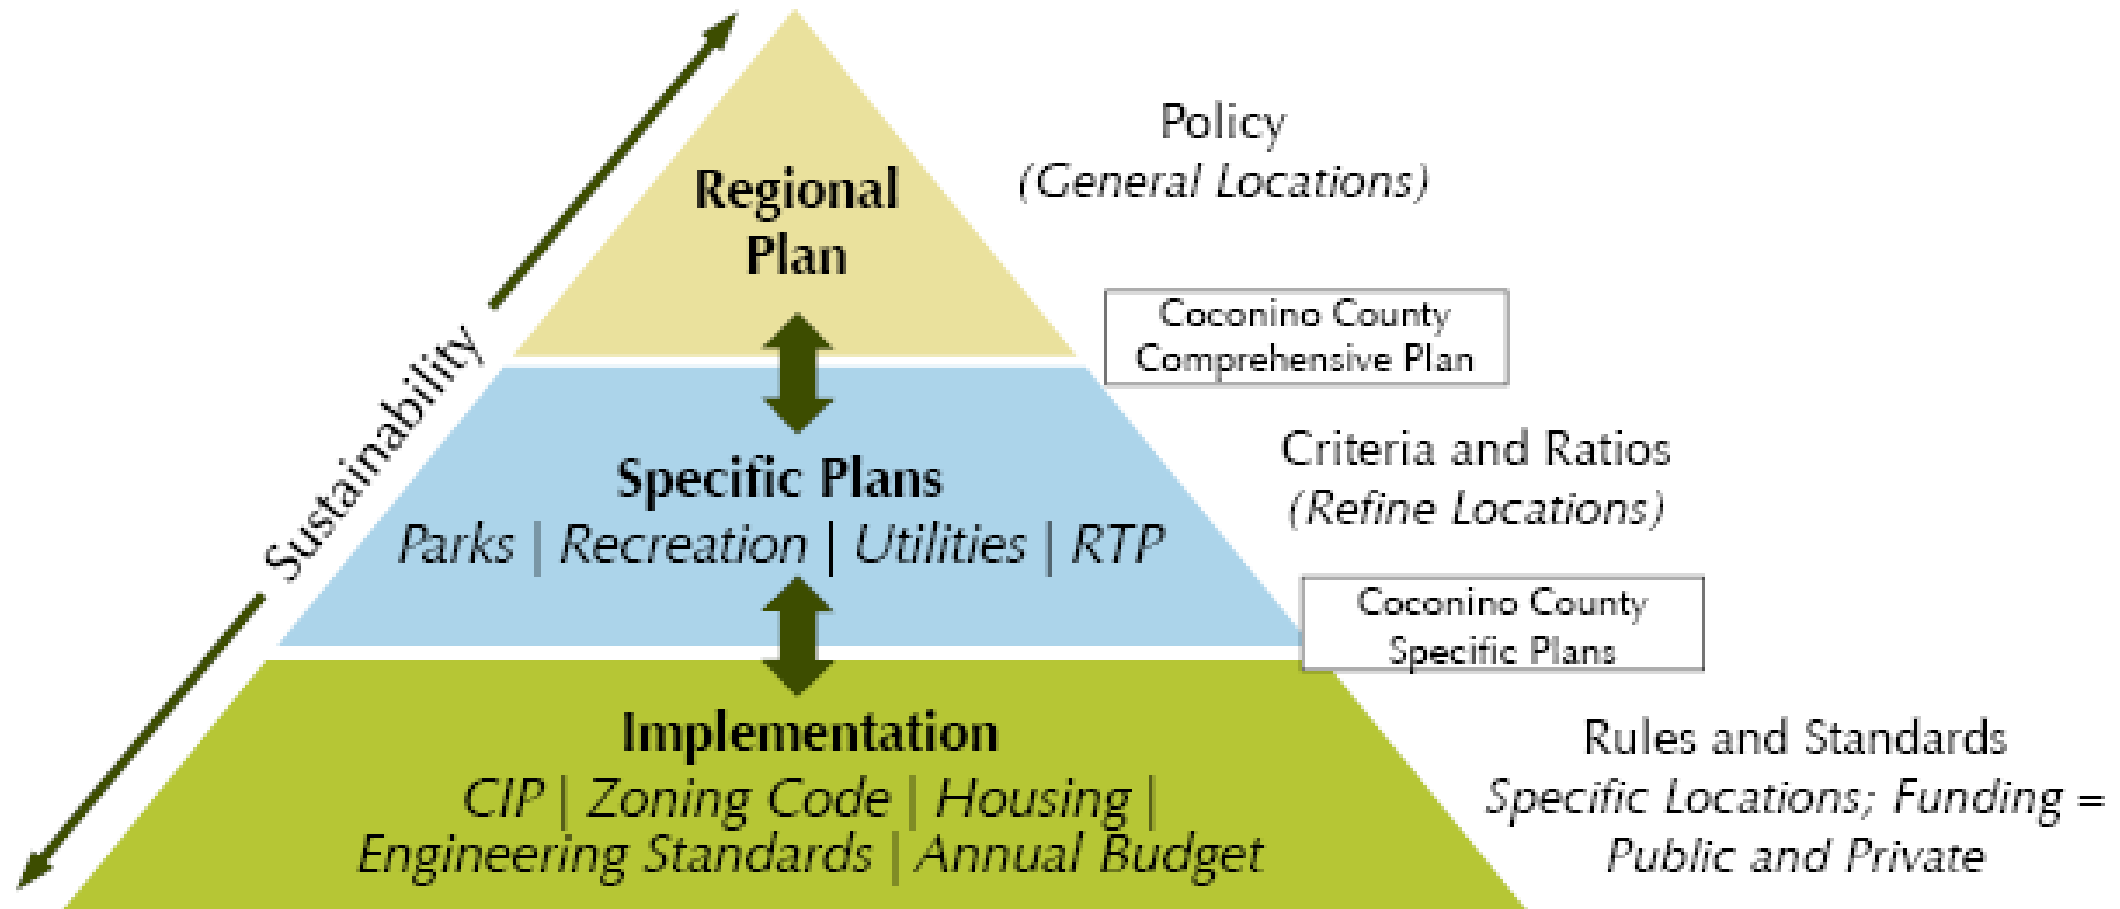 Policy
(General Locations)
Regional
Plan
Coconino County
Comprehensive Plan
Sustainability
Criteria and Ratios
(Refine Locations)
Specific Plans
Parks | Recreation | Utilities | RTP
Coconino County
Specific Plans
Implementation
CIP | Zoning Code | Housing |
Engineering Standards | Annual Budget
Rules and Standards
Specific Locations; Funding =
Public and Private